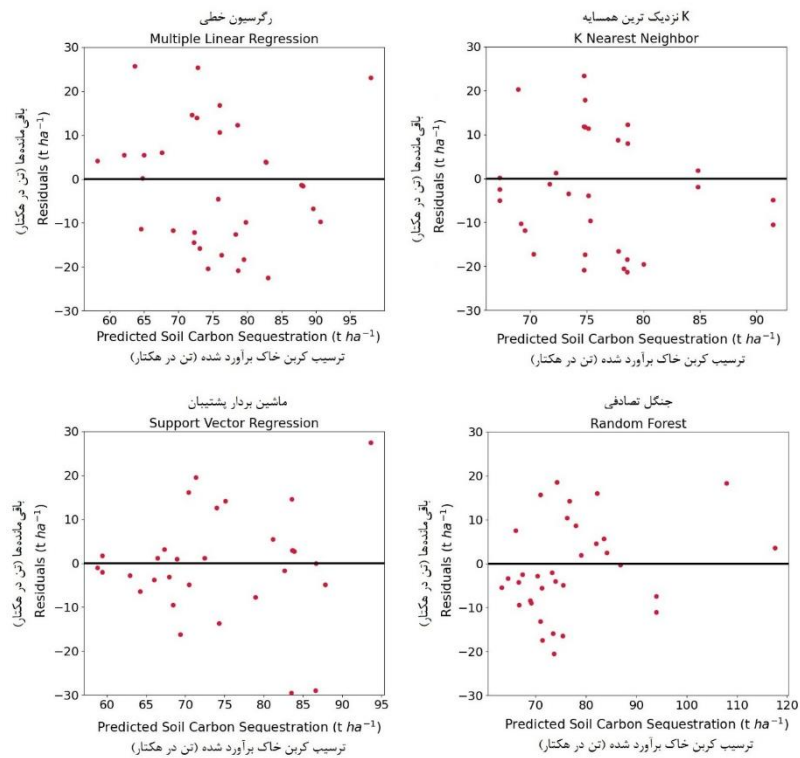 رگرسیون خطی
Multiple Linear Regression
30
20
10
0
−10
−20
−30
باقی‌مانده‌ها (تن در هکتار)
Residuals (t ha⁻¹)
60 65 70 75 80 85 90 95
Predicted Soil Carbon Sequestration (t ha⁻¹)
ترسیب کربن خاک برآورد شده (تن در هکتار)
K نزدیک ترین همسایه
K Nearest Neighbor
30
20
10
0
−10
−20
−30
باقی‌مانده‌ها (تن در هکتار)
Residuals (t ha⁻¹)
70 75 80 85 90
Predicted Soil Carbon Sequestration (t ha⁻¹)
ترسیب کربن خاک برآورد شده (تن در هکتار)
ماشین بردار پشتیبان
Support Vector Regression
30
20
10
0
−10
−20
−30
باقی‌مانده‌ها (تن در هکتار)
Residuals (t ha⁻¹)
60 65 70 75 80 85 90 95
Predicted Soil Carbon Sequestration (t ha⁻¹)
ترسیب کربن خاک برآورد شده (تن در هکتار)
جنگل تصادفی
Random Forest
30
20
10
0
−10
−20
−30
باقی‌مانده‌ها (تن در هکتار)
Residuals (t ha⁻¹)
70 80 90 100 110 120
Predicted Soil Carbon Sequestration (t ha⁻¹)
ترسیب کربن خاک برآورد شده (تن در هکتار)